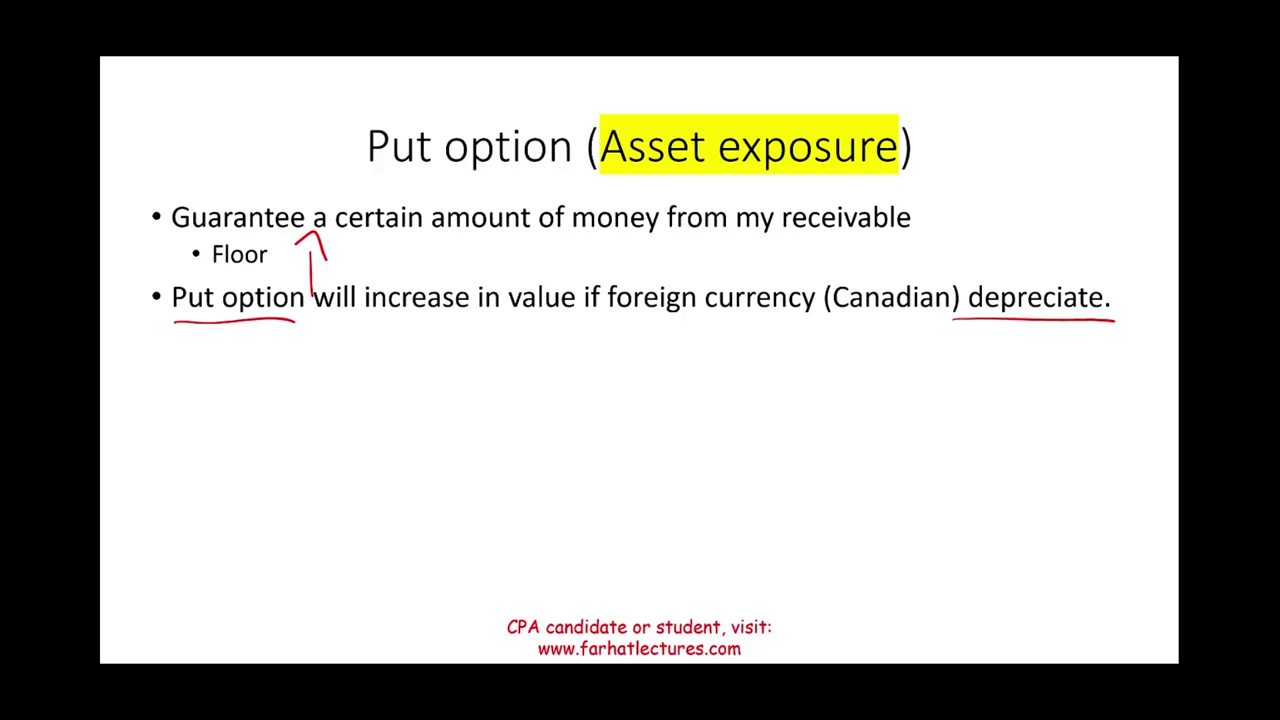 Put option (Asset exposure)
• Guarantee a certain amount of money from my receivable
• Floor
• Put option will increase in value if foreign currency (Canadian) depreciate.
CPA candidate or student, visit:
www.farhatlectures.com